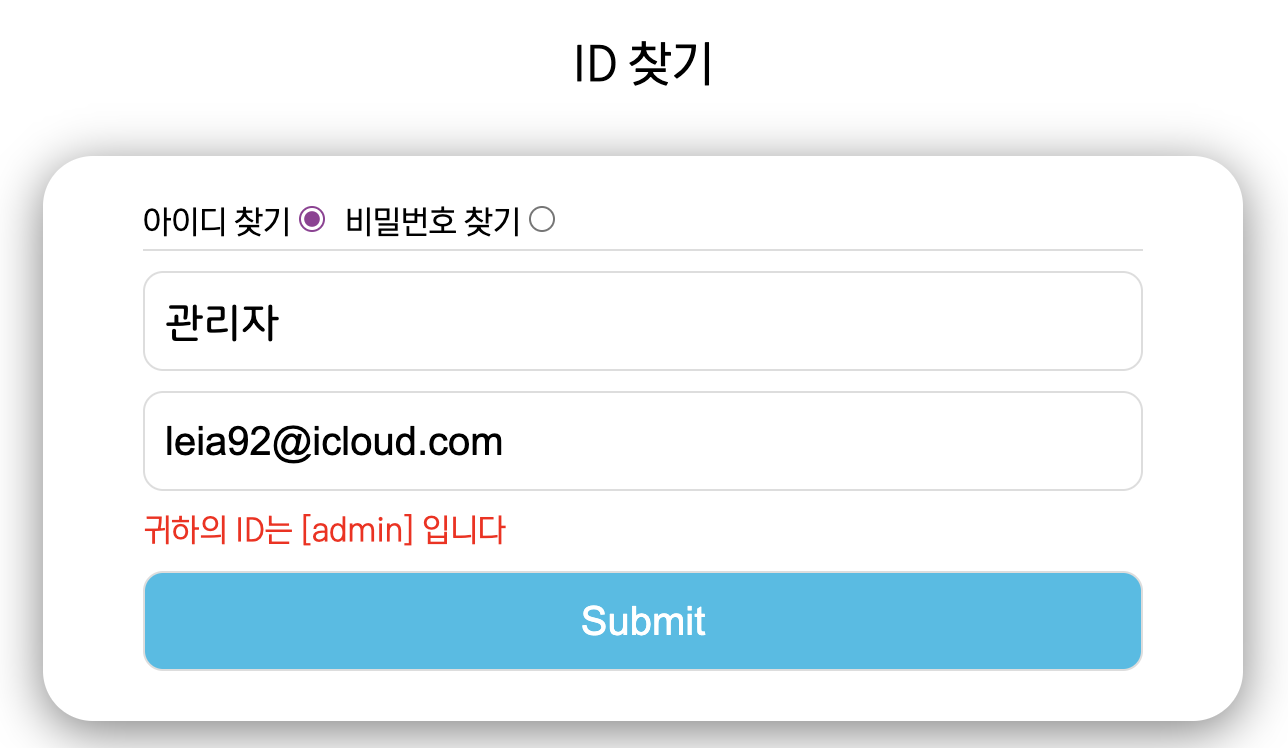 ID 찾기
아이디 찾기 비밀번호 찾기
관리자
leia92@icloud.com
귀하의 ID는 [admin] 입니다
Submit